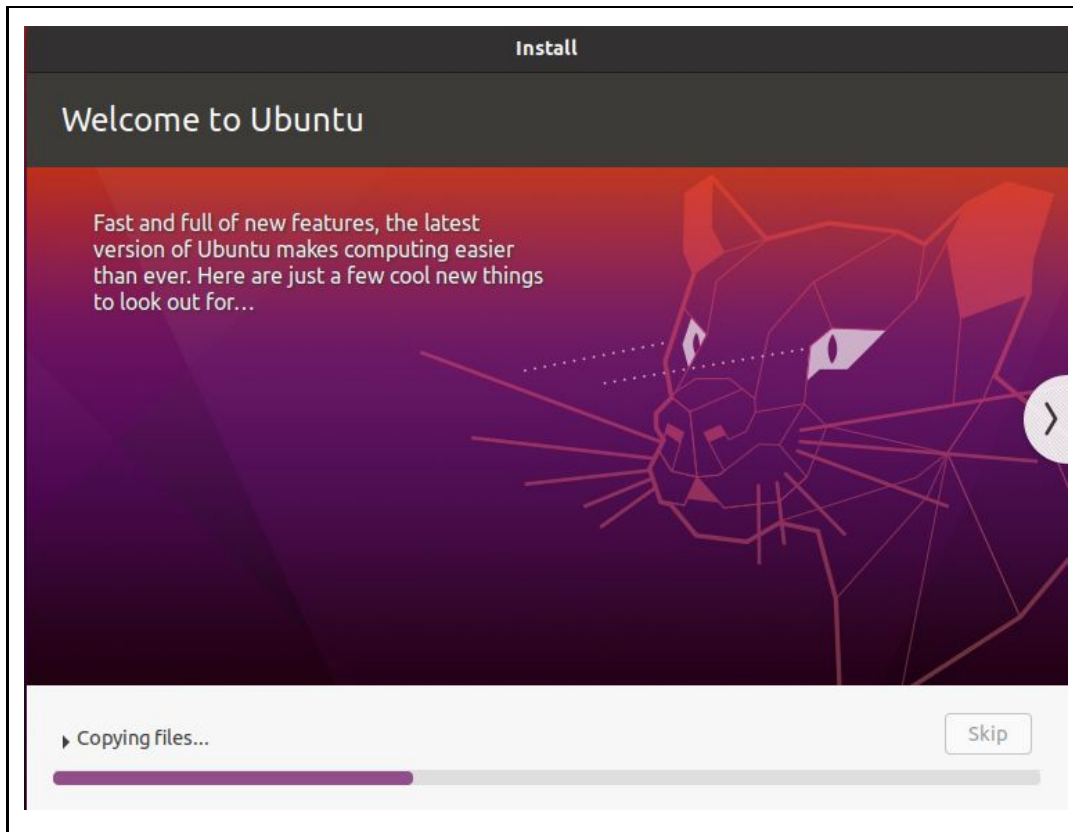 Install
Welcome to Ubuntu
Fast and full of new features, the latest
version of Ubuntu makes computing easier
than ever. Here are just a few cool new things
to look out for…
Copying files...
Skip